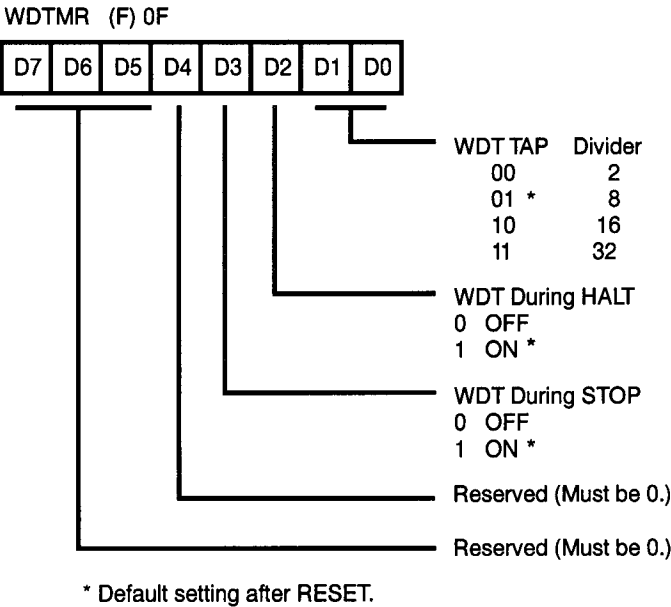 WDTMR (F) 0F
D7 D6 D5 D4 D3 D2 D1 D0
WDT TAP Divider
00 2
01 * 8
10 16
11 32
WDT During HALT
0 OFF
1 ON *
WDT During STOP
0 OFF
1 ON *
Reserved (Must be 0.)
Reserved (Must be 0.)
* Default setting after RESET.